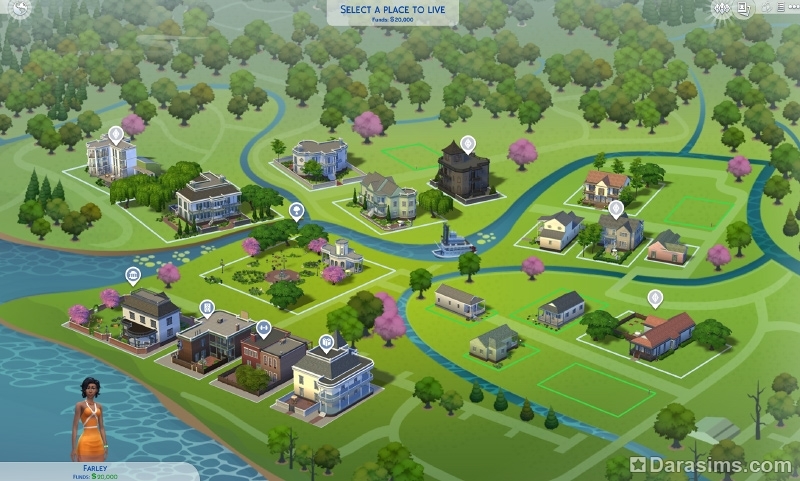 SELECT A PLACE TO LIVE
FUNDS: §20,000
FARLEY
FUNDS: §20,000
Darasims.com